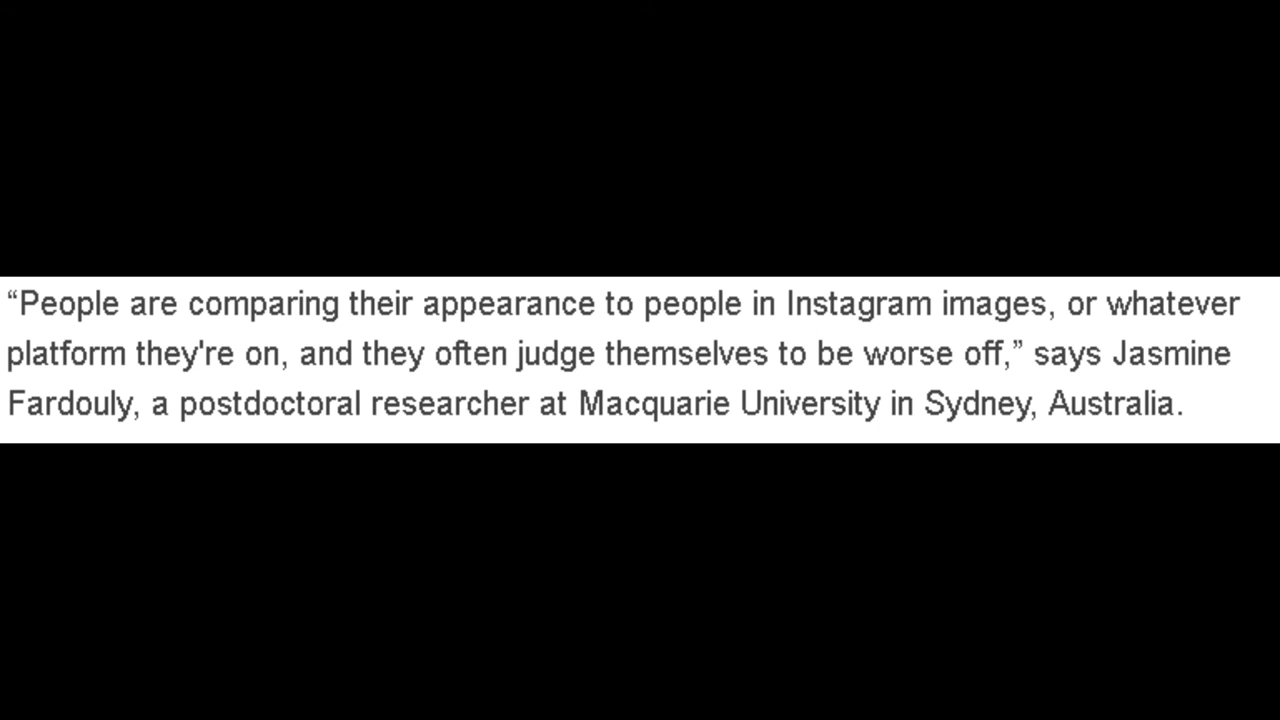 “People are comparing their appearance to people in Instagram images, or whatever
platform they're on, and they often judge themselves to be worse off,” says Jasmine
Fardouly, a postdoctoral researcher at Macquarie University in Sydney, Australia.